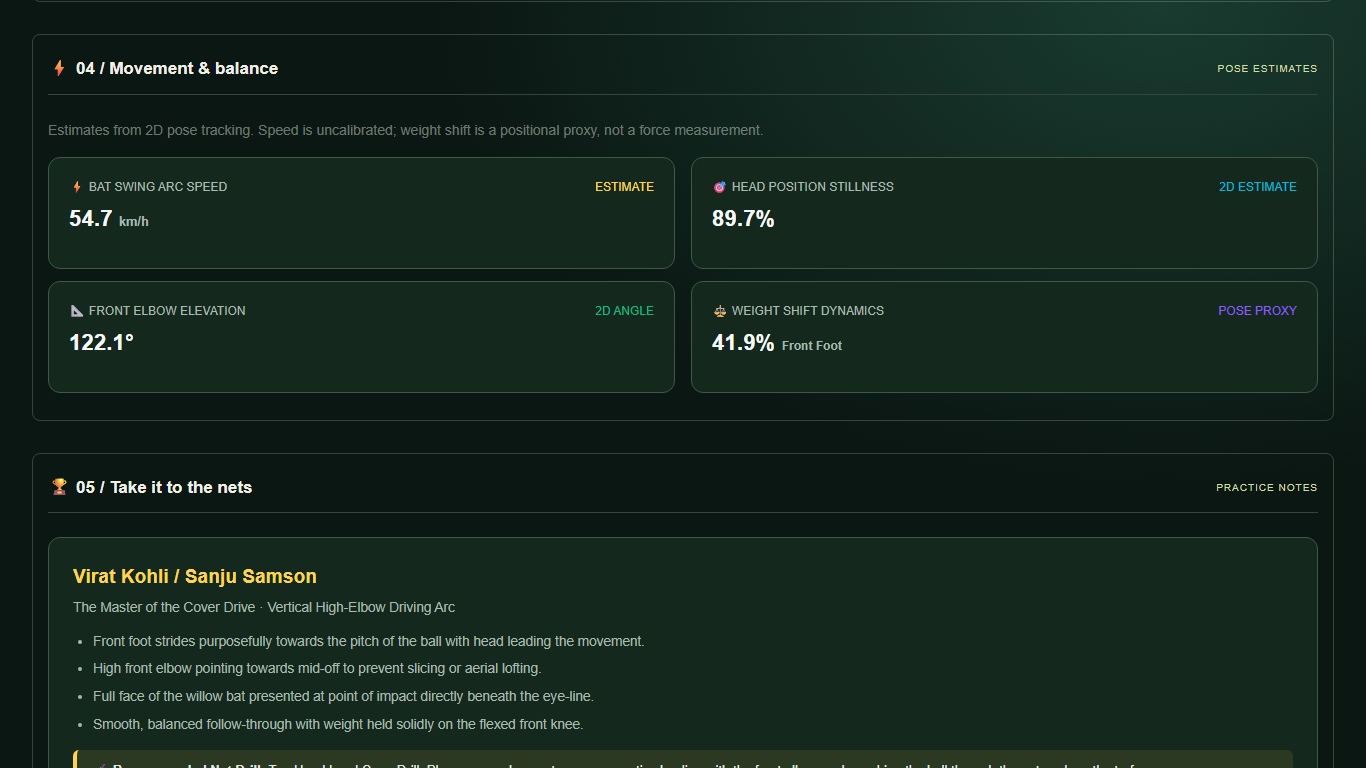 04 / Movement & balance
POSE ESTIMATES
Estimates from 2D pose tracking. Speed is uncalibrated; weight shift is a positional proxy, not a force measurement.
BAT SWING ARC SPEED
ESTIMATE
54.7 km/h
HEAD POSITION STILLNESS
2D ESTIMATE
89.7%
FRONT ELBOW ELEVATION
2D ANGLE
122.1°
WEIGHT SHIFT DYNAMICS
POSE PROXY
41.9% Front Foot
05 / Take it to the nets
PRACTICE NOTES
Virat Kohli / Sanju Samson
The Master of the Cover Drive · Vertical High-Elbow Driving Arc
• Front foot strides purposefully towards the pitch of the ball with head leading the movement.
• High front elbow pointing towards mid-off to prevent slicing or aerial lofting.
• Full face of the willow bat presented at point of impact directly beneath the eye-line.
• Smooth, balanced follow-through with weight held solidly on the flexed front knee.